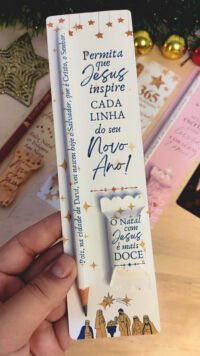 Permita
que
Jesus
inspire
CADA
LINHA
do seu
Novo
Ano!
Pois, na cidade de Davi, vos nasceu hoje o Salvador, que é Cristo, o Senhor.
O Natal
com
Jesus
é mais
DOCE
365